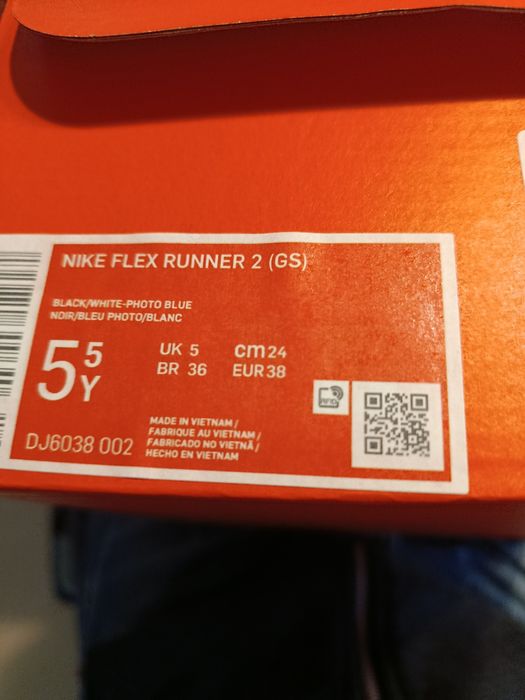 NIKE FLEX RUNNER 2 (GS)
BLACK/WHITE-PHOTO BLUE
NOIR/BLEU PHOTO/BLANC
5 5 Y
UK 5 cm 24
BR 36 EUR 38
RFID
DJ6038 002
MADE IN VIETNAM /
FABRIQUE AU VIETNAM /
FABRICADO NO VIETNÃ /
HECHO EN VIETNAM